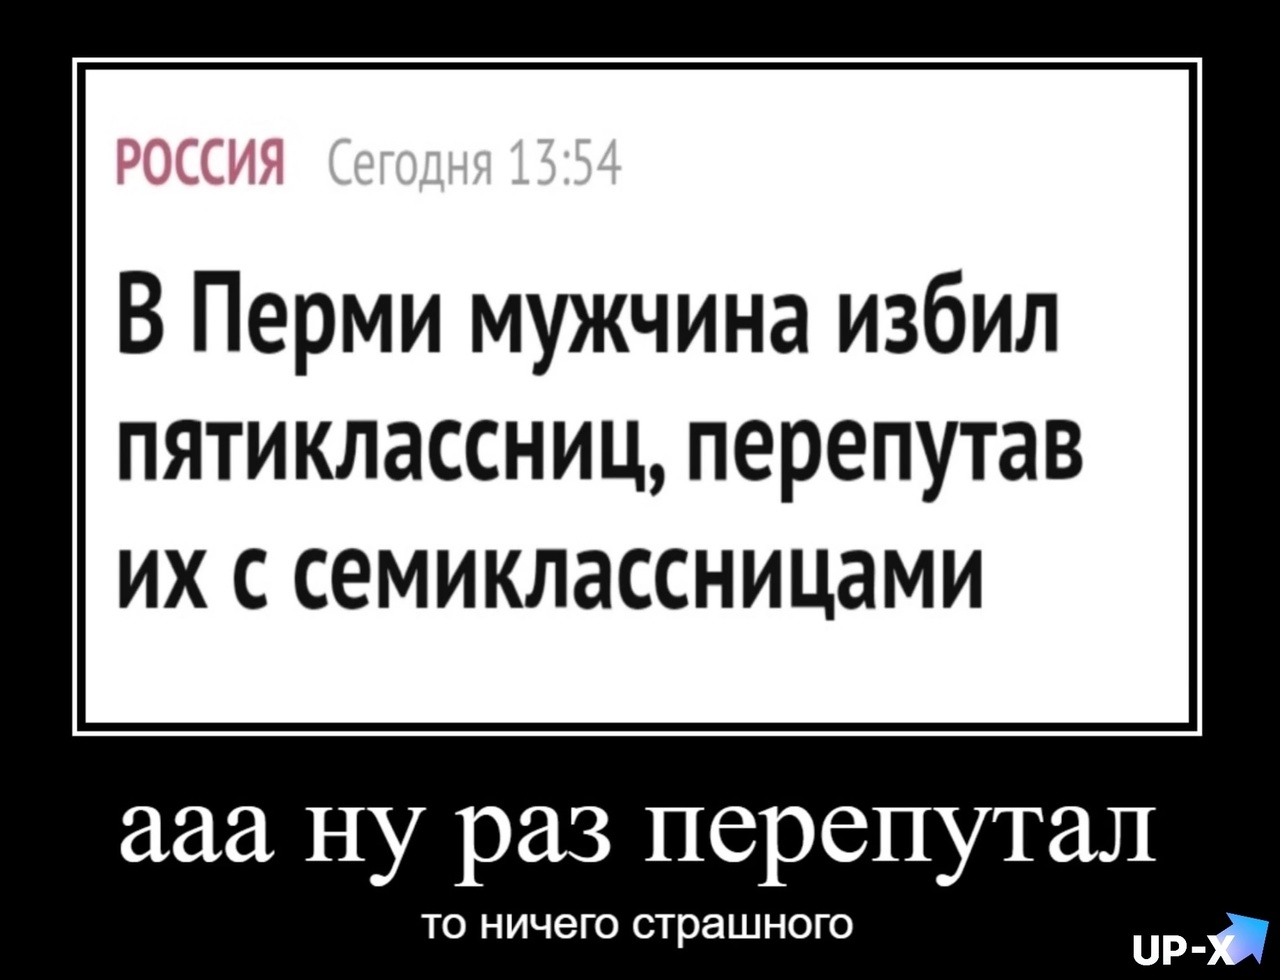 РОССИЯ Сегодня 13:54
В Перми мужчина избил
пятиклассниц, перепутав
их с семиклассницами
ааа ну раз перепутал
то ничего страшного
UP-X